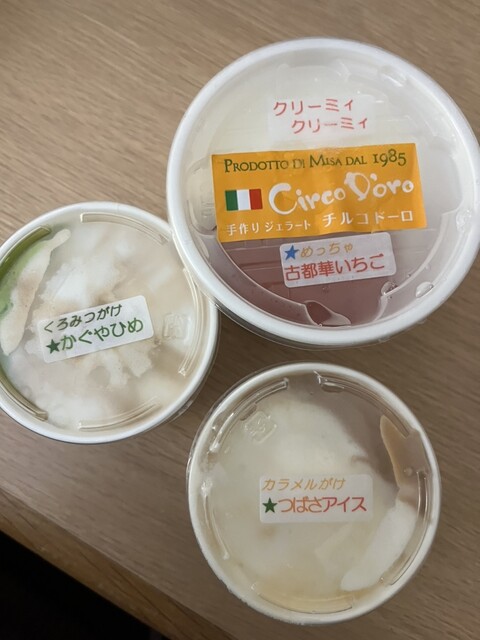 クリーミィ
クリーミィ
PRODOTTO DI MISA DAL 1985
Circo D'oro
手作りジェラート チルコドーロ
★めっちゃ
古都華いちご
くろみつがけ
★かぐやひめ
カラメルがけ
★つばさアイス